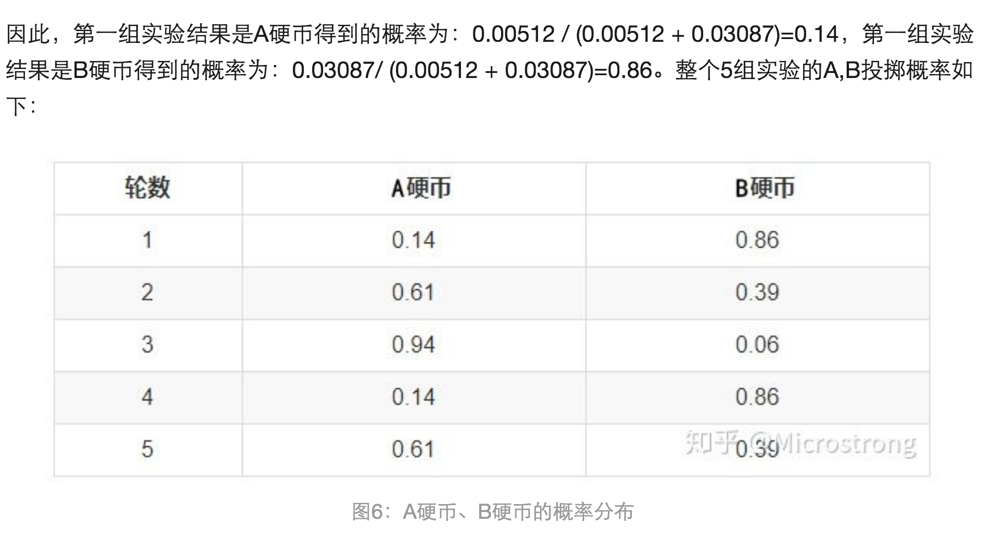 因此，第一组实验结果是A硬币得到的概率为：0.00512 / (0.00512 + 0.03087)=0.14，第一组实验
结果是B硬币得到的概率为：0.03087/ (0.00512 + 0.03087)=0.86。整个5组实验的A,B投掷概率如
下：
轮数 A硬币 B硬币
1 0.14 0.86
2 0.61 0.39
3 0.94 0.06
4 0.14 0.86
5 0.61 0.39
知乎 @Microstrong
图6：A硬币、B硬币的概率分布